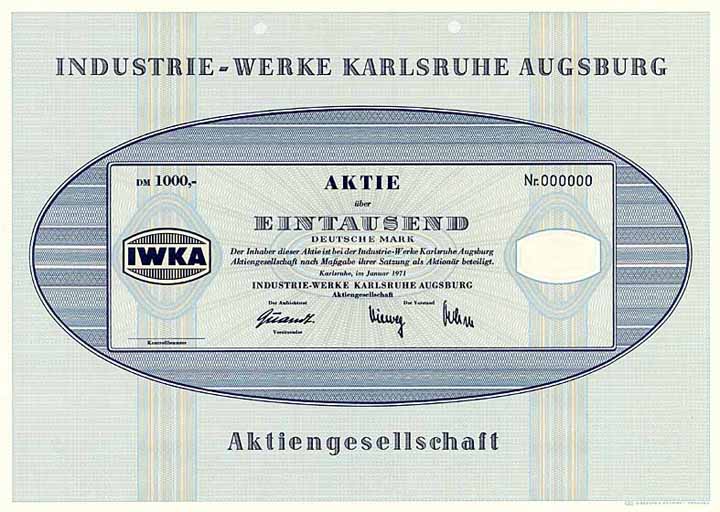 INDUSTRIE-WERKE KARLSRUHE AUGSBURG
DM 1000,- AKTIE Nr.000000
über
EINTAUSEND
DEUTSCHE MARK
IWKA
Der Inhaber dieser Aktie ist bei der Industrie-Werke Karlsruhe Augsburg
Aktiengesellschaft nach Maßgabe ihrer Satzung als Aktionär beteiligt.
Karlsruhe, im Januar 1971
INDUSTRIE-WERKE KARLSRUHE AUGSBURG
Aktiengesellschaft
Der Aufsichtsrat Der Vorstand
Quandt
Vorsitzender
Kontrollnummer
Aktiengesellschaft